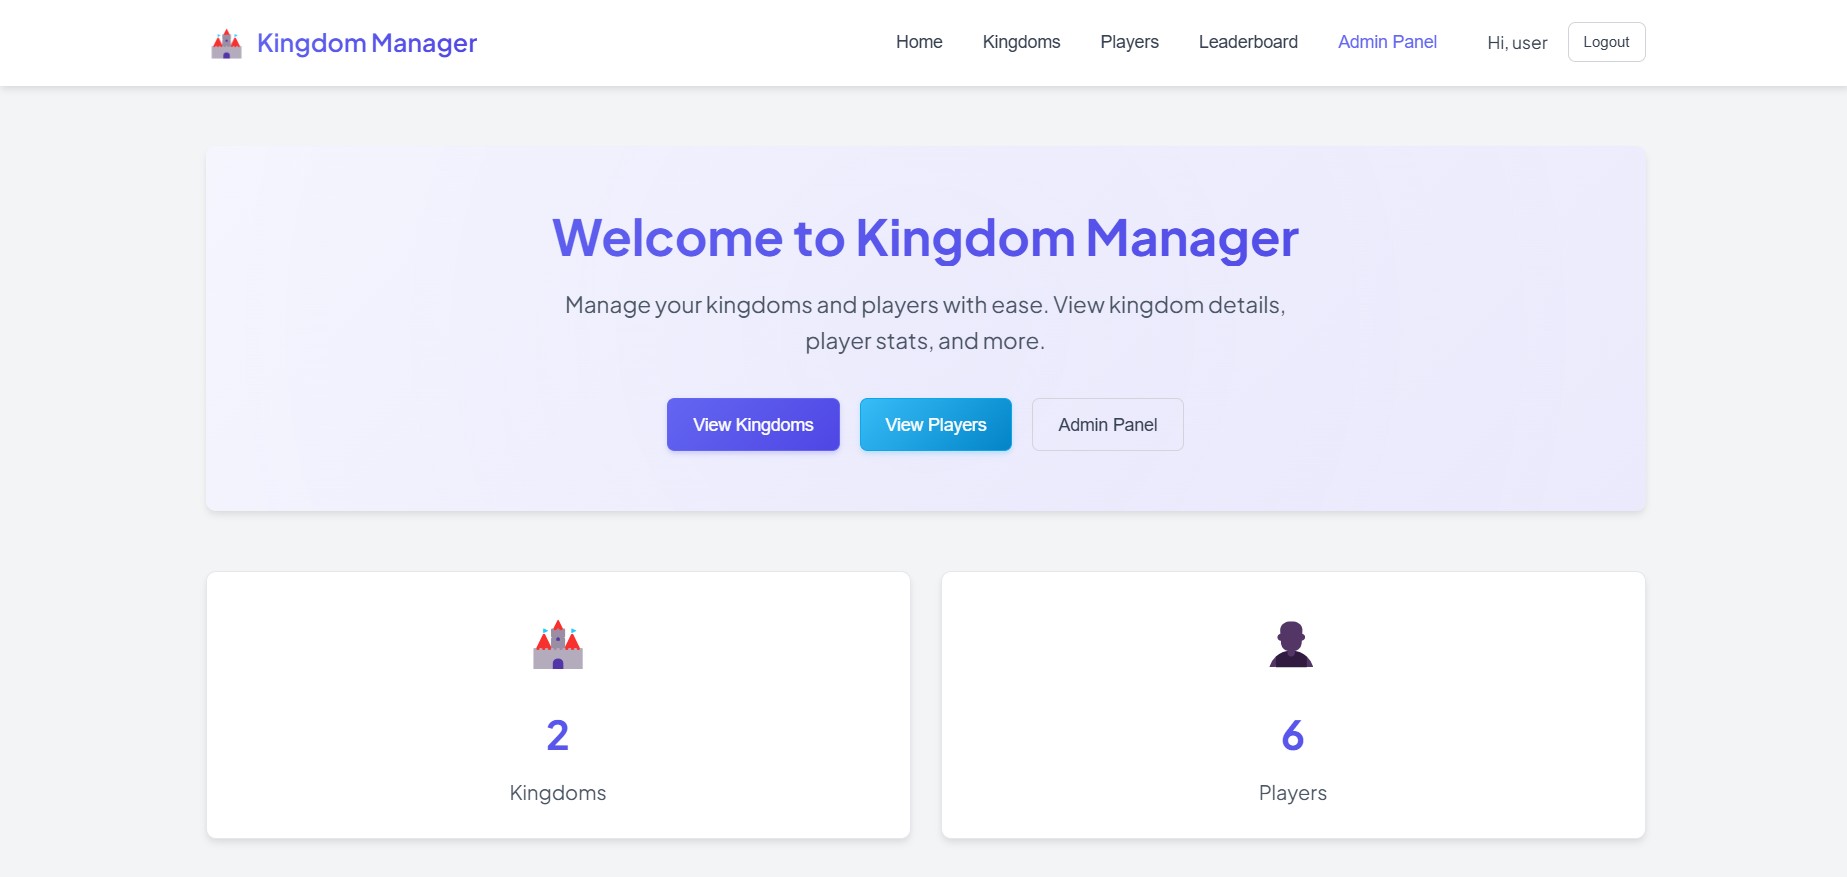 Kingdom Manager
Home
Kingdoms
Players
Leaderboard
Admin Panel
Hi, user
Logout
Welcome to Kingdom Manager
Manage your kingdoms and players with ease. View kingdom details,
player stats, and more.
View Kingdoms
View Players
Admin Panel
2
Kingdoms
6
Players